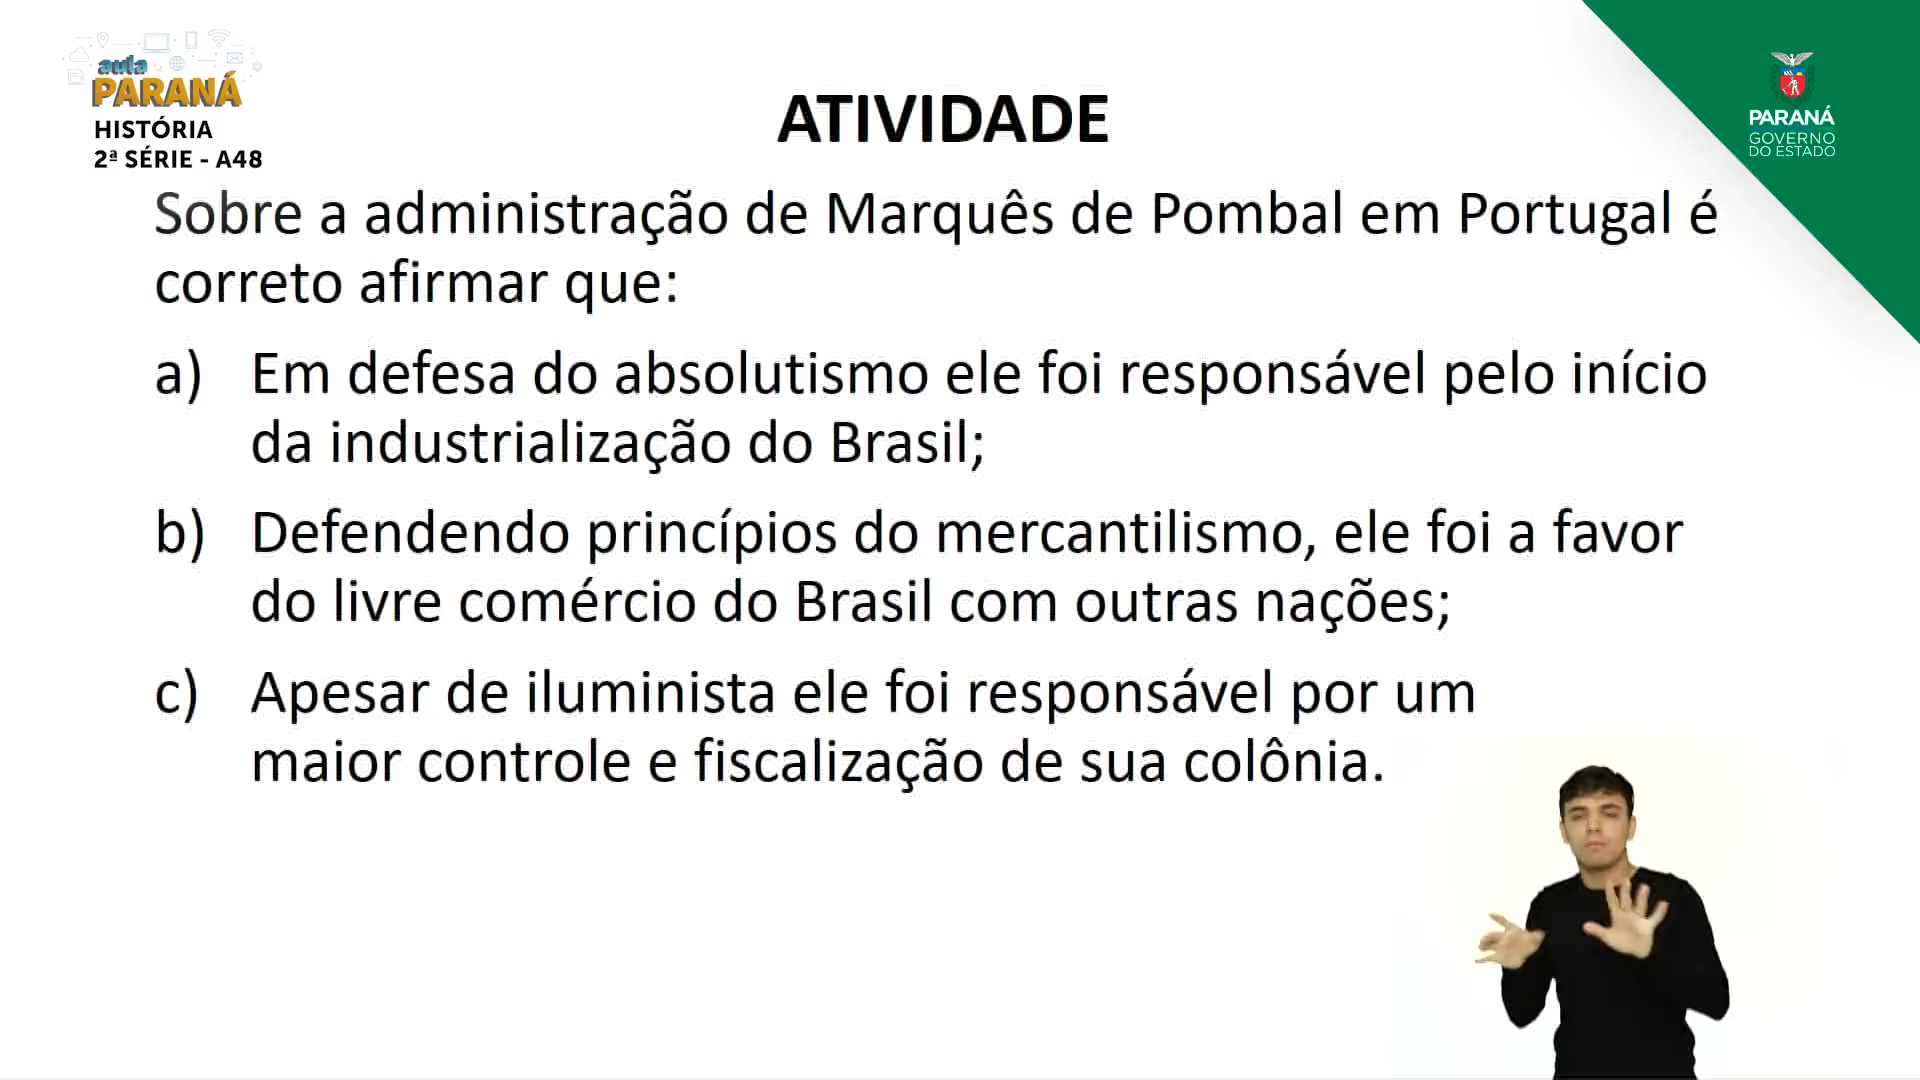 aula
PARANÁ
HISTÓRIA
2ª SÉRIE - A48
ATIVIDADE
PARANÁ
GOVERNO
DO ESTADO
Sobre a administração de Marquês de Pombal em Portugal é
correto afirmar que:
a) Em defesa do absolutismo ele foi responsável pelo início
da industrialização do Brasil;
b) Defendendo princípios do mercantilismo, ele foi a favor
do livre comércio do Brasil com outras nações;
c) Apesar de iluminista ele foi responsável por um
maior controle e fiscalização de sua colônia.